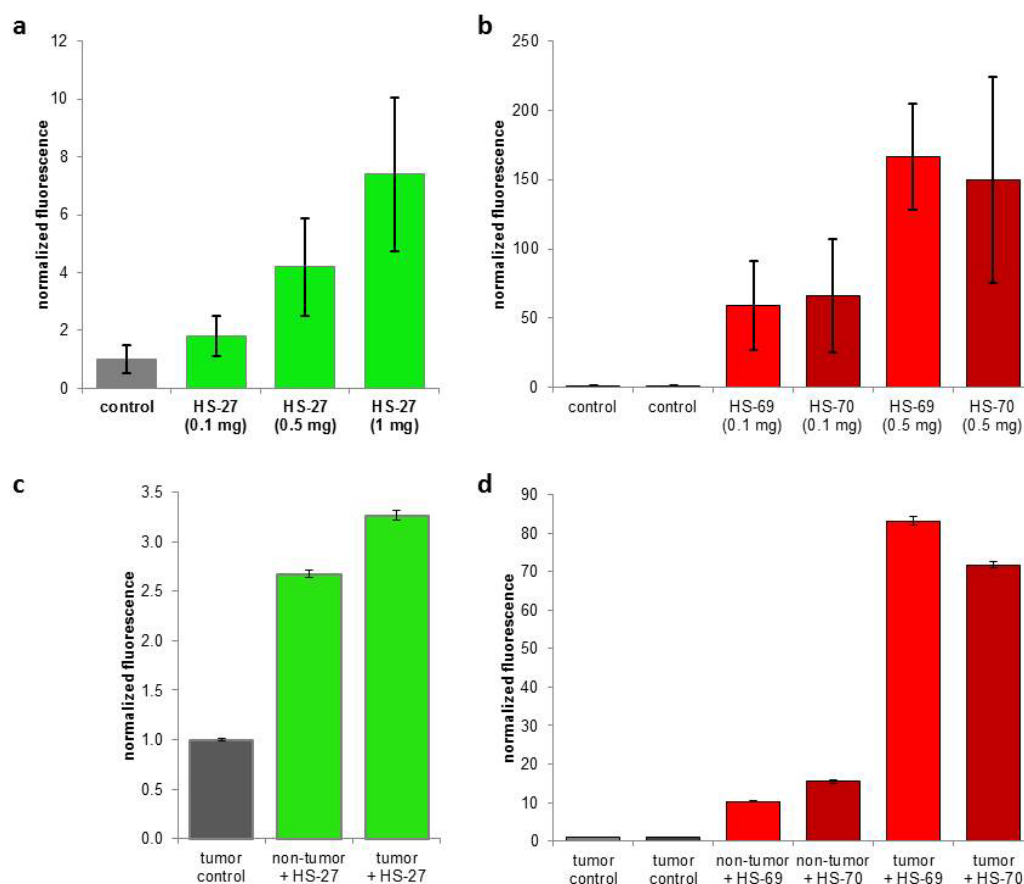 a
normalized fluorescence
12
10
8
6
4
2
0
control
HS-27
(0.1 mg)
HS-27
(0.5 mg)
HS-27
(1 mg)
b
normalized fluorescence
250
200
150
100
50
0
control
control
HS-69
(0.1 mg)
HS-70
(0.1 mg)
HS-69
(0.5 mg)
HS-70
(0.5 mg)
c
normalized fluorescence
3.5
3.0
2.5
2.0
1.5
1.0
0.5
0.0
tumor
control
non-tumor
+ HS-27
tumor
+ HS-27
d
normalized fluorescence
90
80
70
60
50
40
30
20
10
0
tumor
control
tumor
control
non-tumor
+ HS-69
non-tumor
+ HS-70
tumor
+ HS-69
tumor
+ HS-70